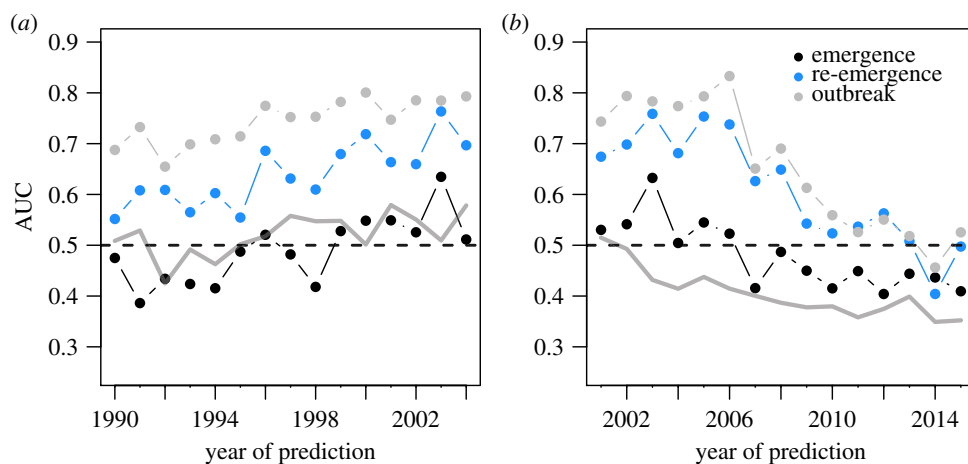 (a)
(b)
AUC
0.9
0.8
0.7
0.6
0.5
0.4
0.3
1990 1994 1998 2002
year of prediction
0.9
0.8
0.7
0.6
0.5
0.4
0.3
2002 2006 2010 2014
year of prediction
emergence
re-emergence
outbreak